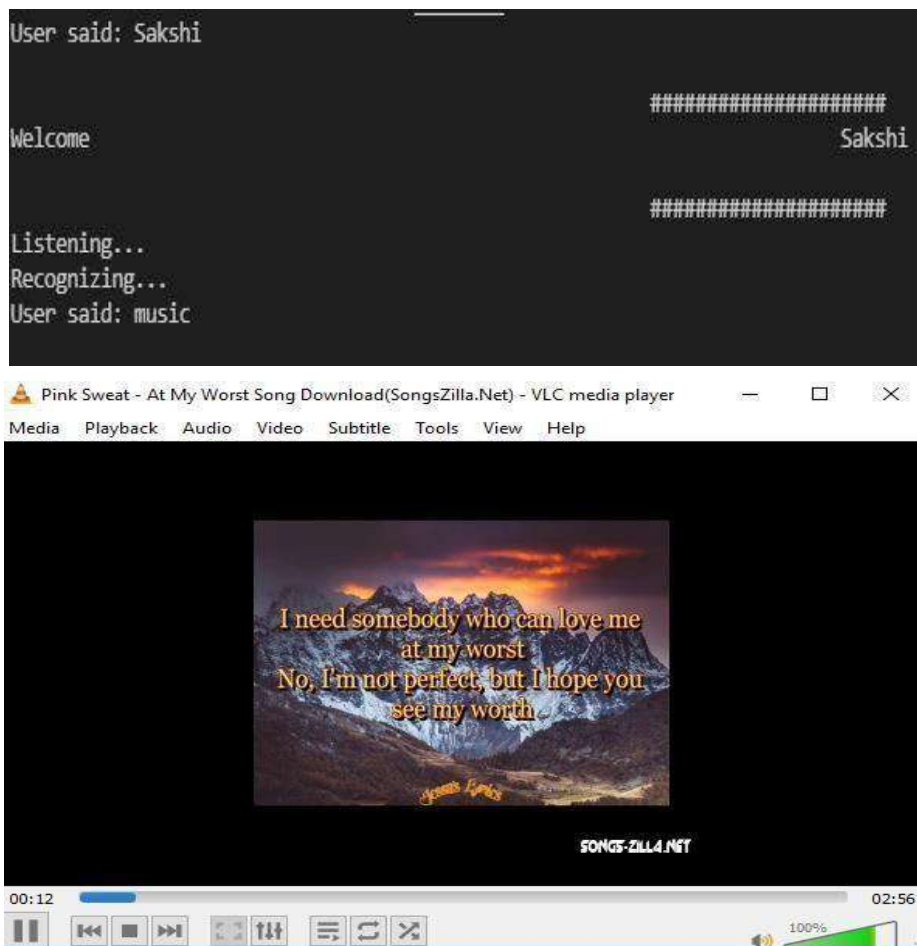 User said: Sakshi
#####################
Welcome Sakshi
#####################
Listening...
Recognizing...
User said: music
Pink Sweat - At My Worst Song Download(SongsZilla.Net) - VLC media player
Media Playback Audio Video Subtitle Tools View Help
I need somebody who can love me
at my worst
No, I'm not perfect, but I hope you
see my worth
Lyrics
SONGS-ZILLA.NET
00:12 02:56
100%